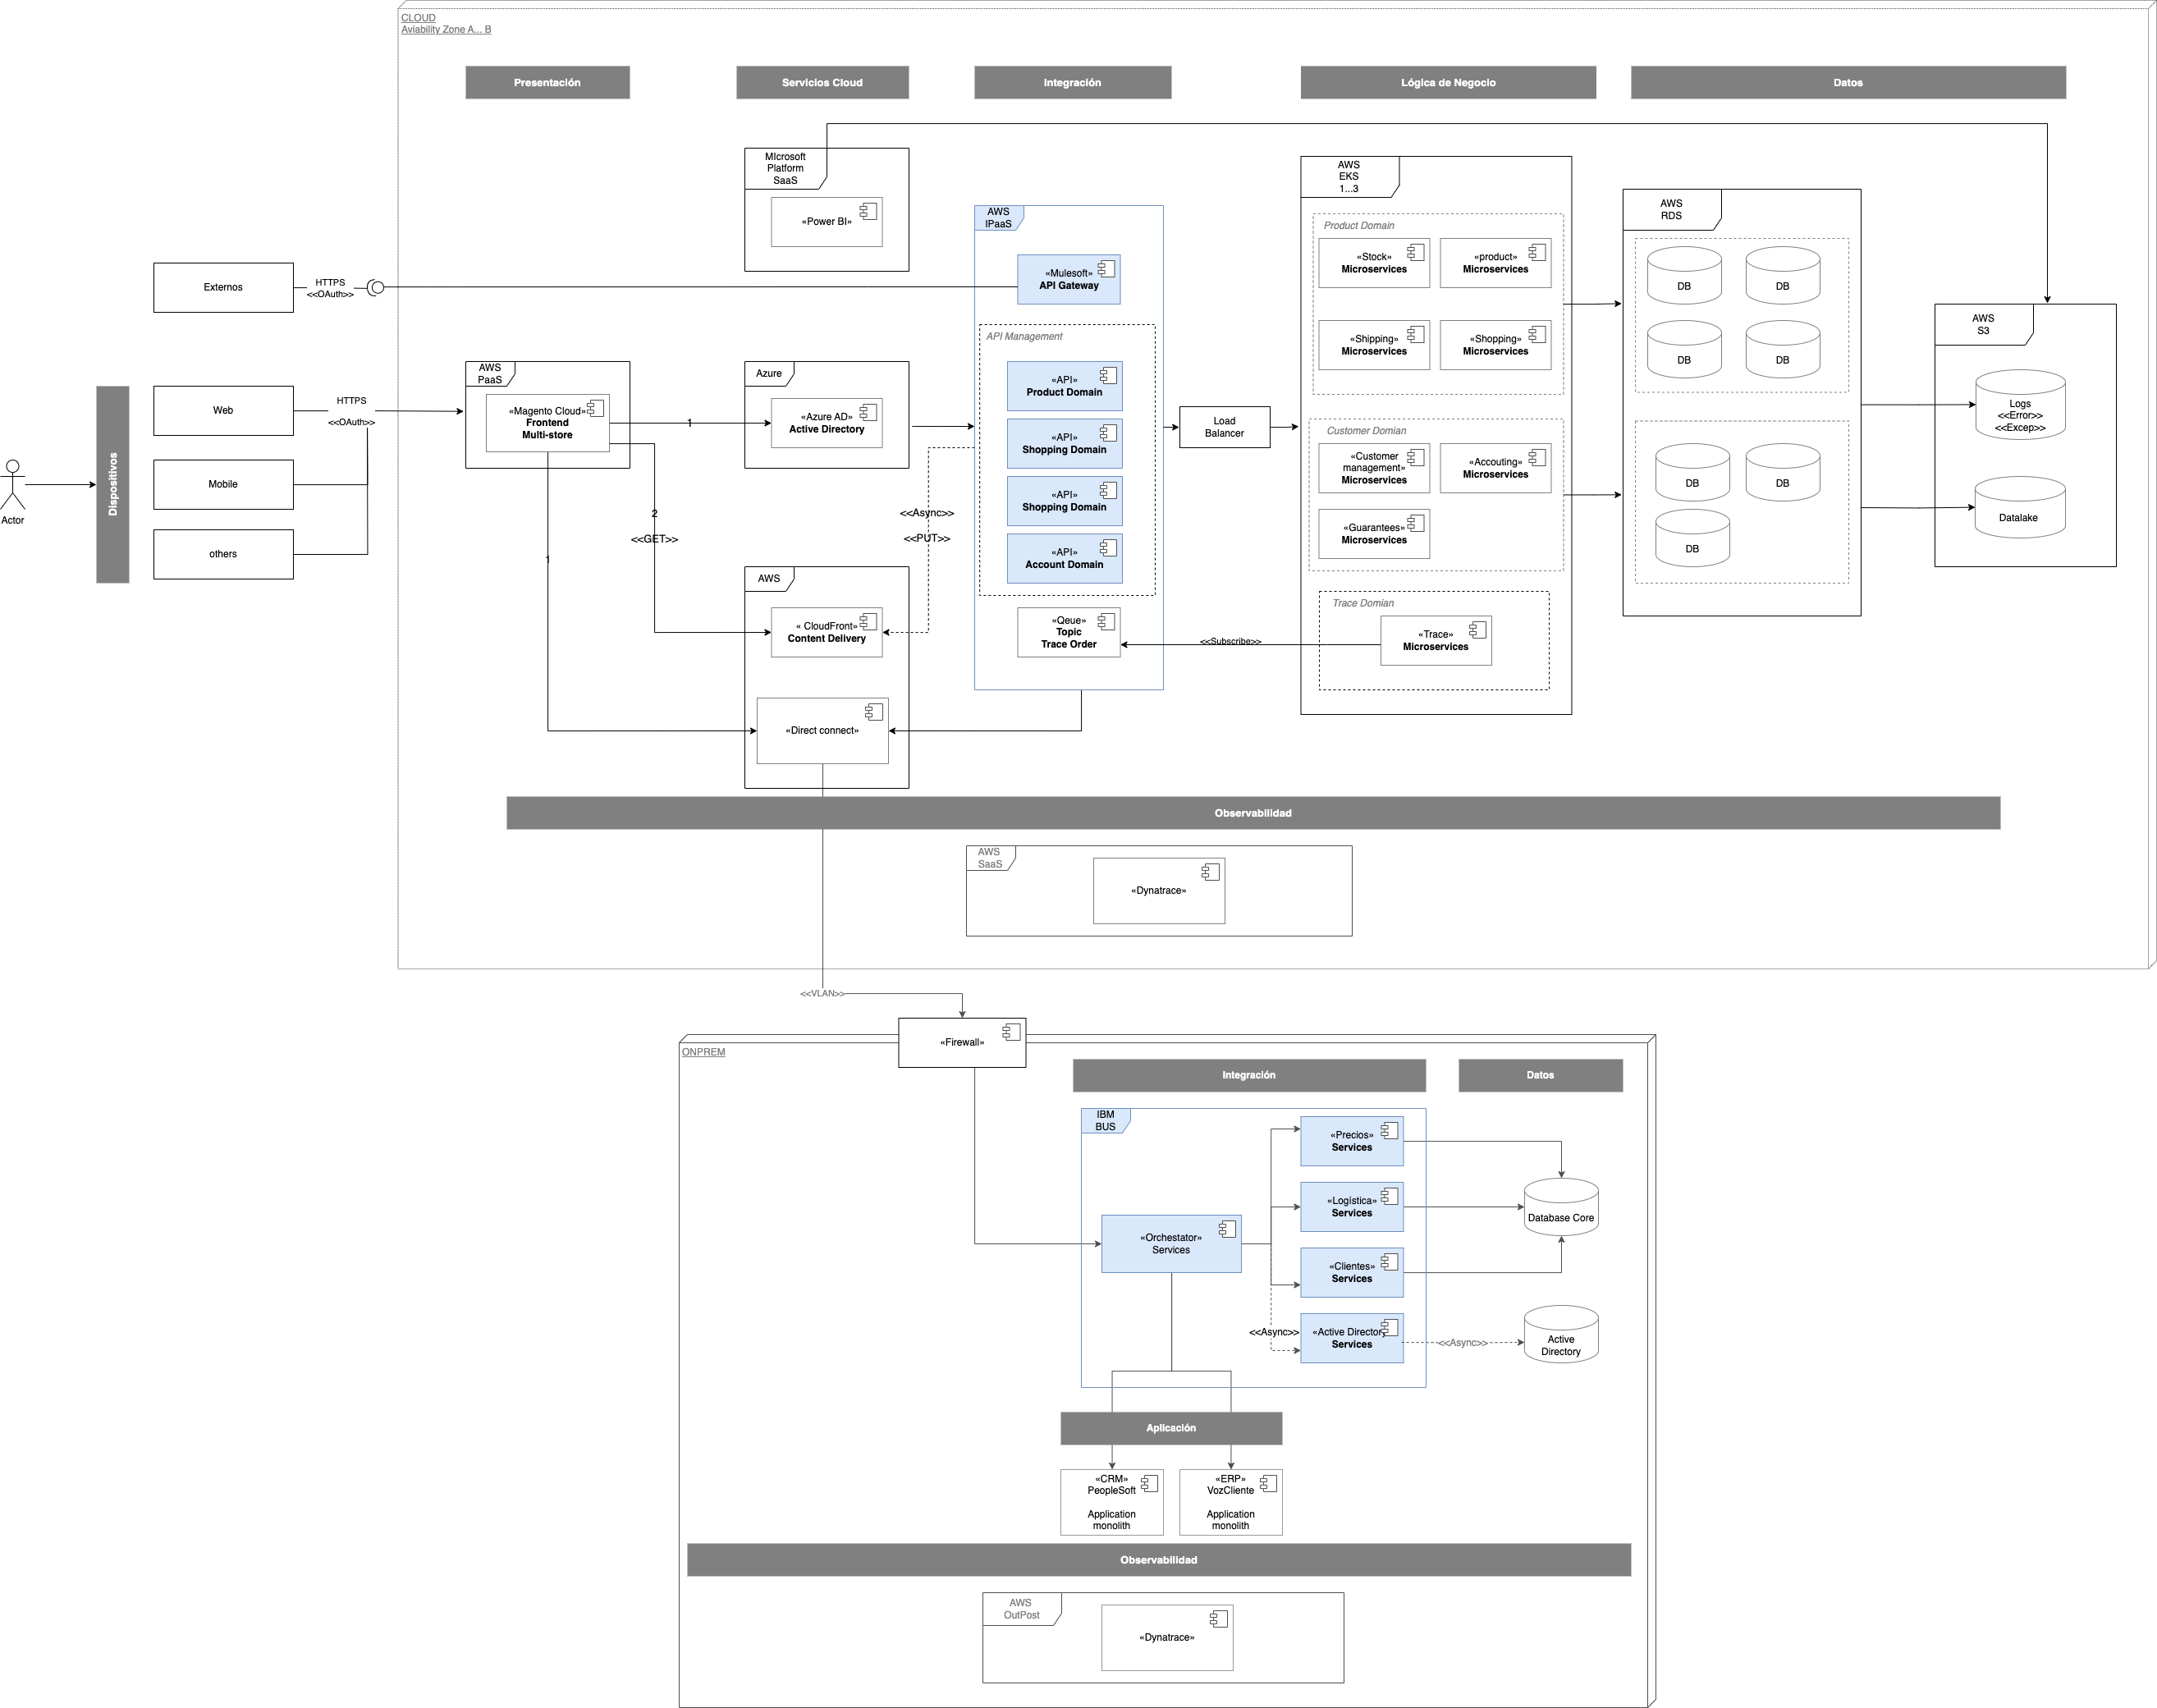 CLOUD
Aviability Zone A... B
Presentación
Servicios Cloud
Integración
Lógica de Negocio
Datos
MIcrosoft
Platform
SaaS
«Power BI»
AWS
IPaaS
«Mulesoft»
API Gateway
API Management
«API»
Product Domain
«API»
Shopping Domain
«API»
Shopping Domain
«API»
Account Domain
«Qeue»
Topic
Trace Order
AWS
EKS
1...3
Product Domain
«Stock»
Microservices
«product»
Microservices
«Shipping»
Microservices
«Shopping»
Microservices
Customer Domian
«Customer
management»
Microservices
«Accouting»
Microservices
«Guarantees»
Microservices
Trace Domian
«Trace»
Microservices
<<Subscribe>>
AWS
RDS
DB
DB
DB
DB
DB
DB
DB
AWS
S3
Logs
<<Error>>
<<Excep>>
Datalake
Load
Balancer
Externos
HTTPS
<<OAuth>>
Web
Mobile
others
HTTPS
<<OAuth>>
Dispositivos
Actor
AWS
PaaS
«Magento Cloud»
Frontend
Multi-store
1
2
<<GET>>
1
Azure
«Azure AD»
Active Directory
<<Async>>
<<PUT>>
AWS
« CloudFront»
Content Delivery
«Direct connect»
Observabilidad
AWS
SaaS
«Dynatrace»
<<VLAN>>
«Firewall»
ONPREM
Integración
Datos
IBM
BUS
«Orchestator»
Services
«Precios»
Services
«Logística»
Services
«Clientes»
Services
<<Async>>
«Active Directory
Services
<<Async>>
Database Core
Active
Directory
Aplicación
«CRM»
PeopleSoft
Application
monolith
«ERP»
VozCliente
Application
monolith
Observabilidad
AWS
OutPost
«Dynatrace»